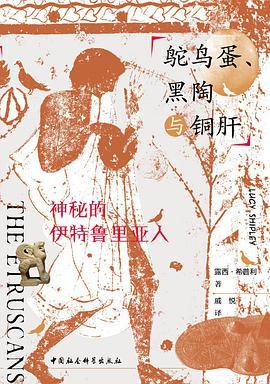 鸵鸟蛋、
黑陶
与铜肝
LUCY SHIPLEY
神秘的
伊特鲁里亚人
THE ETRUSCANS
露西·希普利
著
戚悦
译
中国社会科学出版社